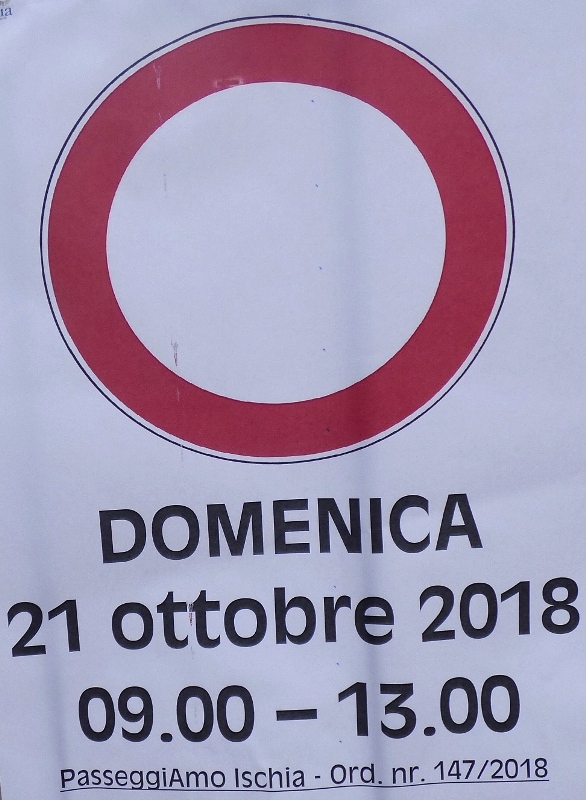 DOMENICA
21 ottobre 2018
09.00 – 13.00
PasseggiAmo Ischia - Ord. nr. 147/2018